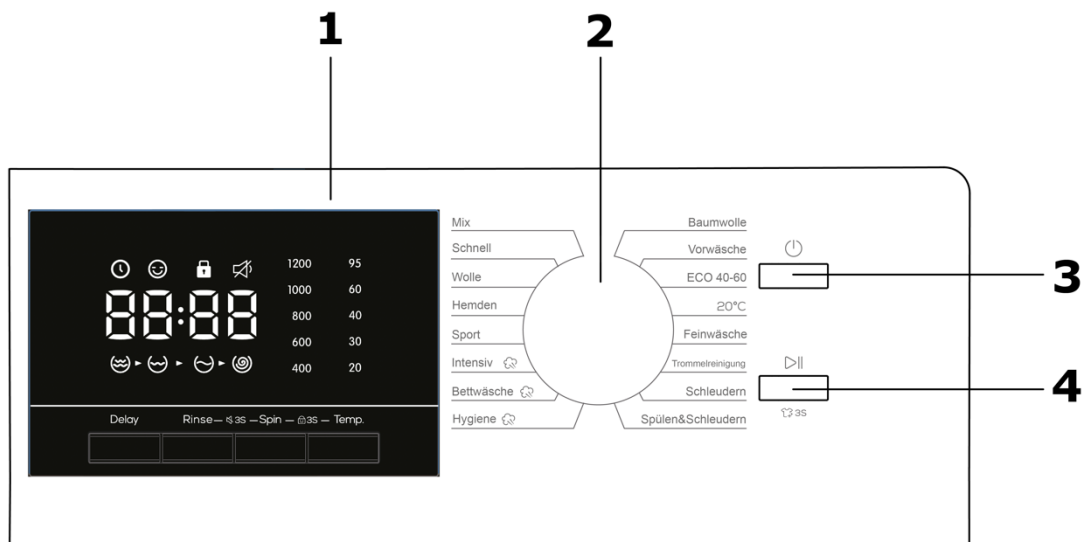 1
2
3
4
1200 95
1000 60
88:88
800 40
600 30
400 20
Delay Rinse — 3S — Spin — 3S — Temp.
Mix
Schnell
Wolle
Hemden
Sport
Intensiv
Bettwäsche
Hygiene
Baumwolle
Vorwäsche
ECO 40-60
20°C
Feinwäsche
Trommelreinigung
Schleudern
Spülen&Schleudern
3S